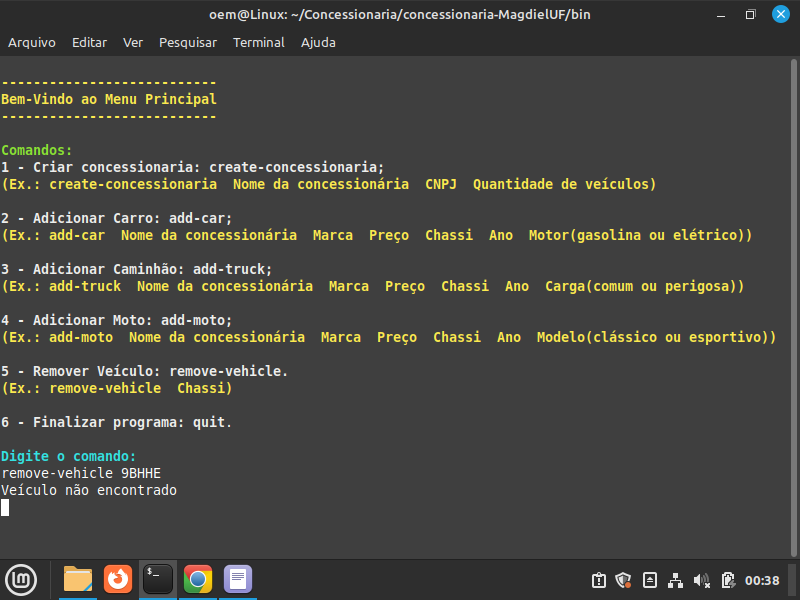 oem@Linux: ~/Concessionaria/concessionaria-MagdielUF/bin
Arquivo Editar Ver Pesquisar Terminal Ajuda
---------------------------
Bem-Vindo ao Menu Principal
---------------------------
Comandos:
1 - Criar concessionaria: create-concessionaria;
(Ex.: create-concessionaria  Nome da concessionária  CNPJ  Quantidade de veículos)
2 - Adicionar Carro: add-car;
(Ex.: add-car  Nome da concessionária  Marca  Preço  Chassi  Ano  Motor(gasolina ou elétrico))
3 - Adicionar Caminhão: add-truck;
(Ex.: add-truck  Nome da concessionária  Marca  Preço  Chassi  Ano  Carga(comum ou perigosa))
4 - Adicionar Moto: add-moto;
(Ex.: add-moto  Nome da concessionária  Marca  Preço  Chassi  Ano  Modelo(clássico ou esportivo))
5 - Remover Veículo: remove-vehicle.
(Ex.: remove-vehicle  Chassi)
6 - Finalizar programa: quit.
Digite o comando:
remove-vehicle 9BHHE
Veículo não encontrado
$_
00:38